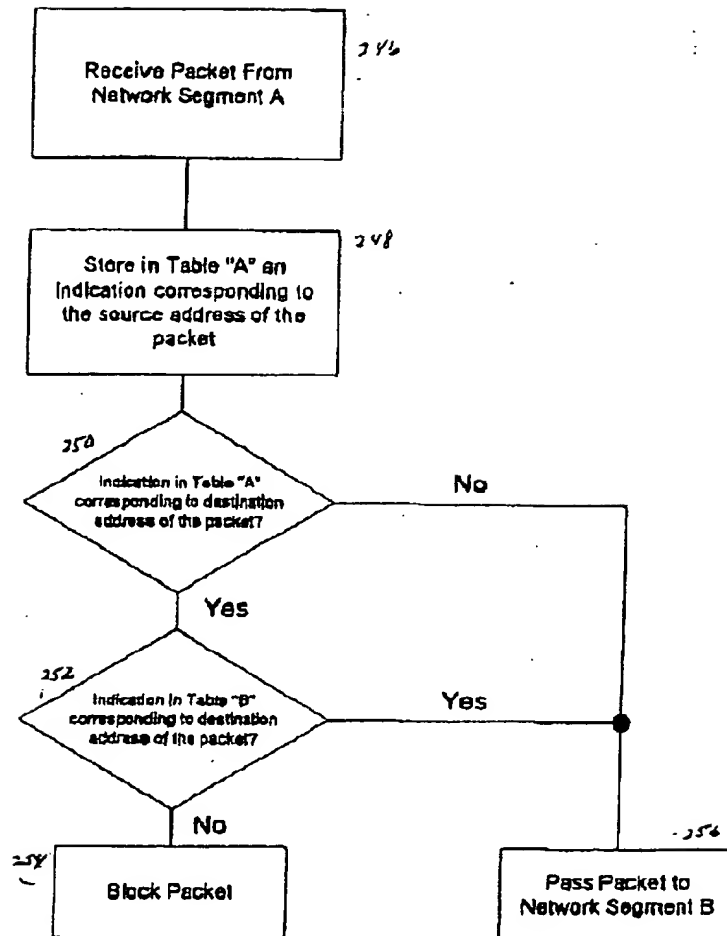 Receive Packet From
Network Segment A
246
Store in Table "A" an
indication corresponding to
the source address of the
packet
248
250
Indication in Table "A"
corresponding to destination
address of the packet?
No
Yes
252
Indication in Table "B"
corresponding to destination
address of the packet?
Yes
No
254
Block Packet
256
Pass Packet to
Network Segment B